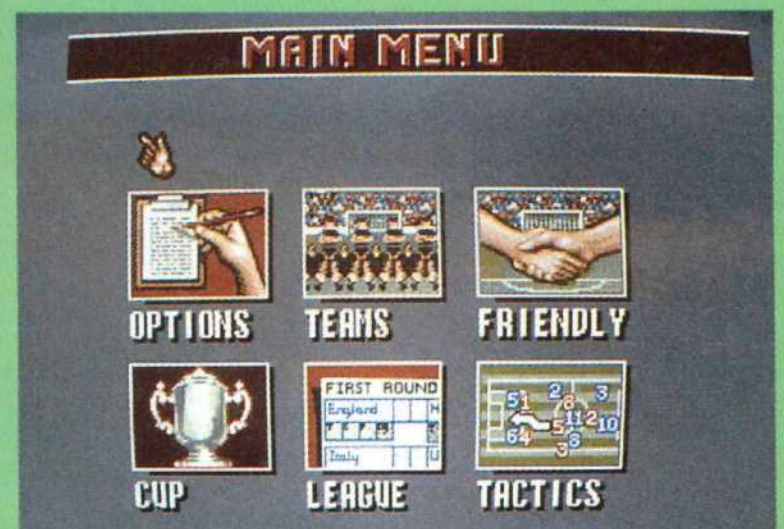 MAIN MENU
OPTIONS TEAMS FRIENDLY
FIRST ROUND
England
Italy
CUP LEAGUE TACTICS